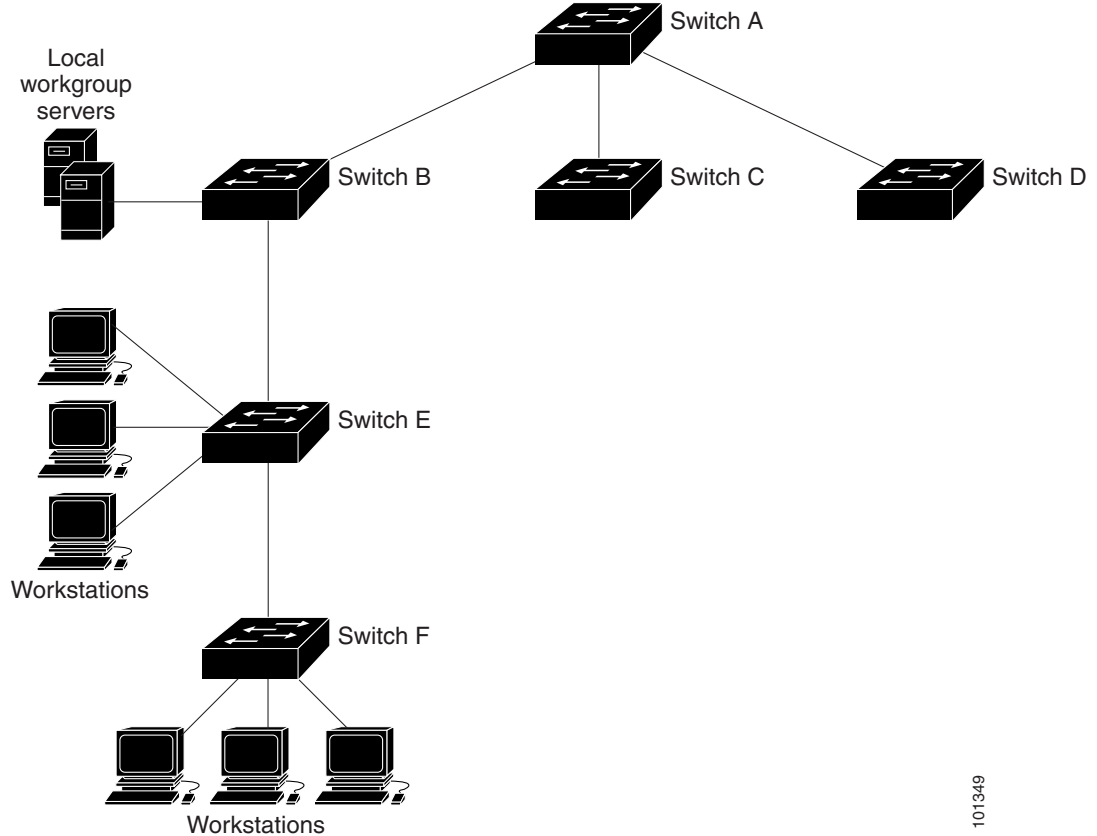 Switch A
Local
workgroup
servers
Switch B
Switch C
Switch D
Switch E
Workstations
Switch F
Workstations
101349